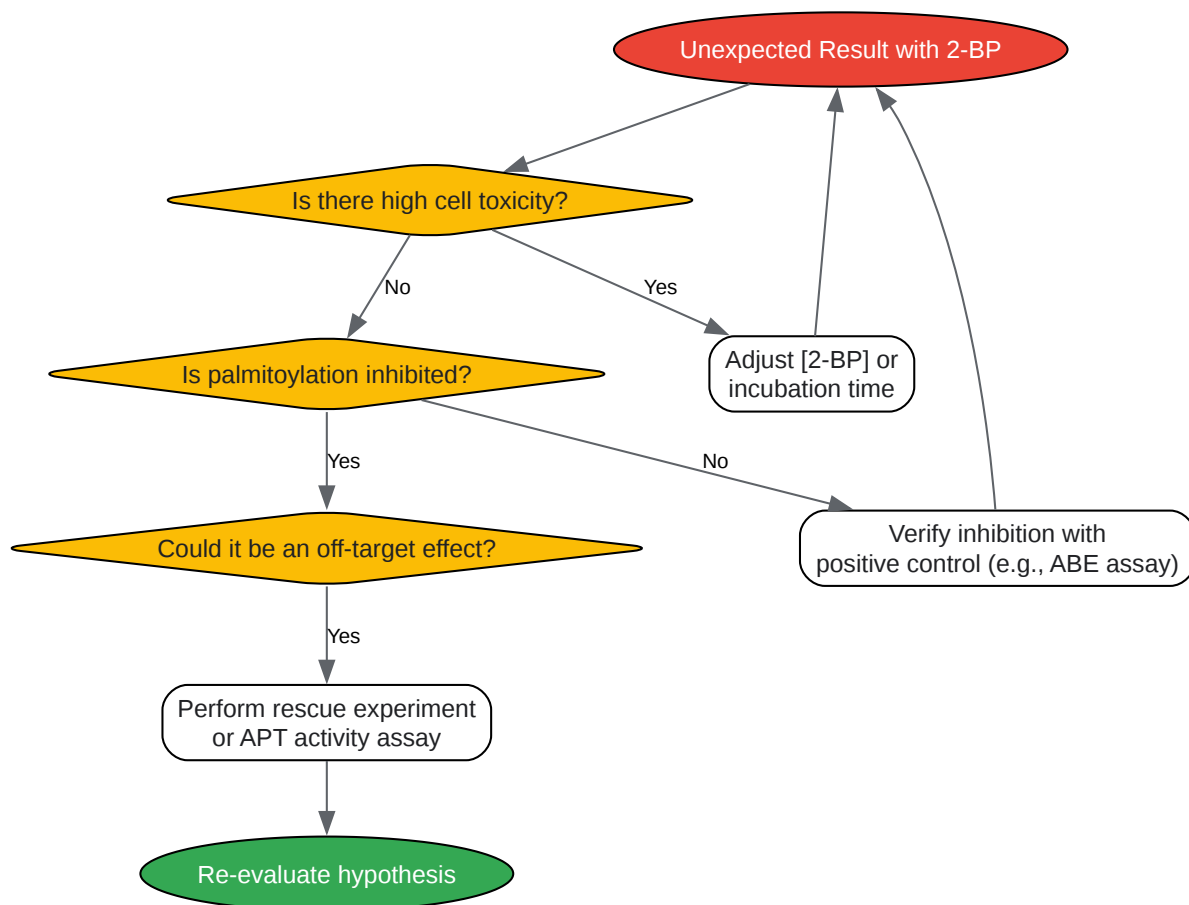 Unexpected Result with 2-BP
Is there high cell toxicity?
No
Yes
Adjust [2-BP] or
incubation time
Is palmitoylation inhibited?
Yes
No
Verify inhibition with
positive control (e.g., ABE assay)
Could it be an off-target effect?
Yes
Perform rescue experiment
or APT activity assay
Re-evaluate hypothesis